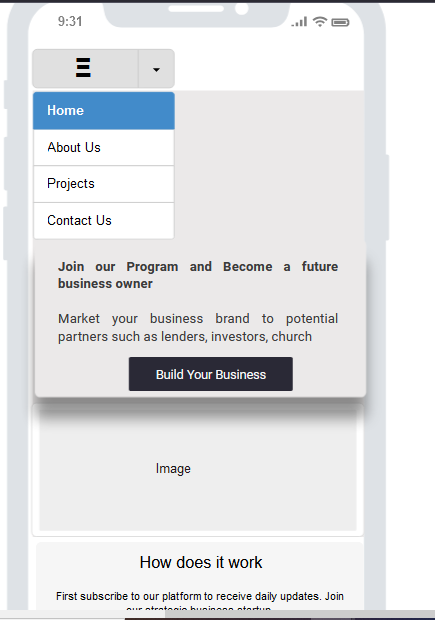 9:31
Home
About Us
Projects
Contact Us
Join our Program and Become a future
business owner
Market your business brand to potential
partners such as lenders, investors, church
Build Your Business
Image
How does it work
First subscribe to our platform to receive daily updates. Join
our strategic business startup